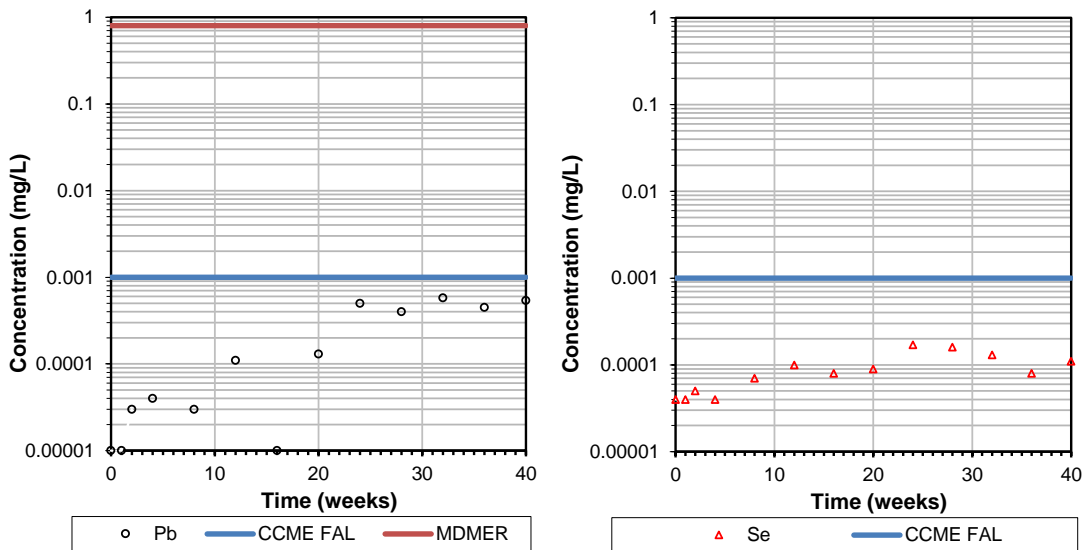 1
0.1
0.01
0.001
0.0001
0.00001
Concentration (mg/L)
0 10 20 30 40
Time (weeks)
Pb CCME FAL MDMER
1
0.1
0.01
0.001
0.0001
0.00001
Concentration (mg/L)
0 10 20 30 40
Time (weeks)
Se CCME FAL